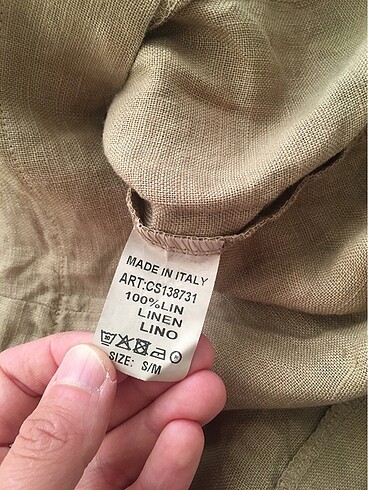 MADE IN ITALY
ART:CS138731
100%LIN
LINEN
LINO
SIZE: S/M